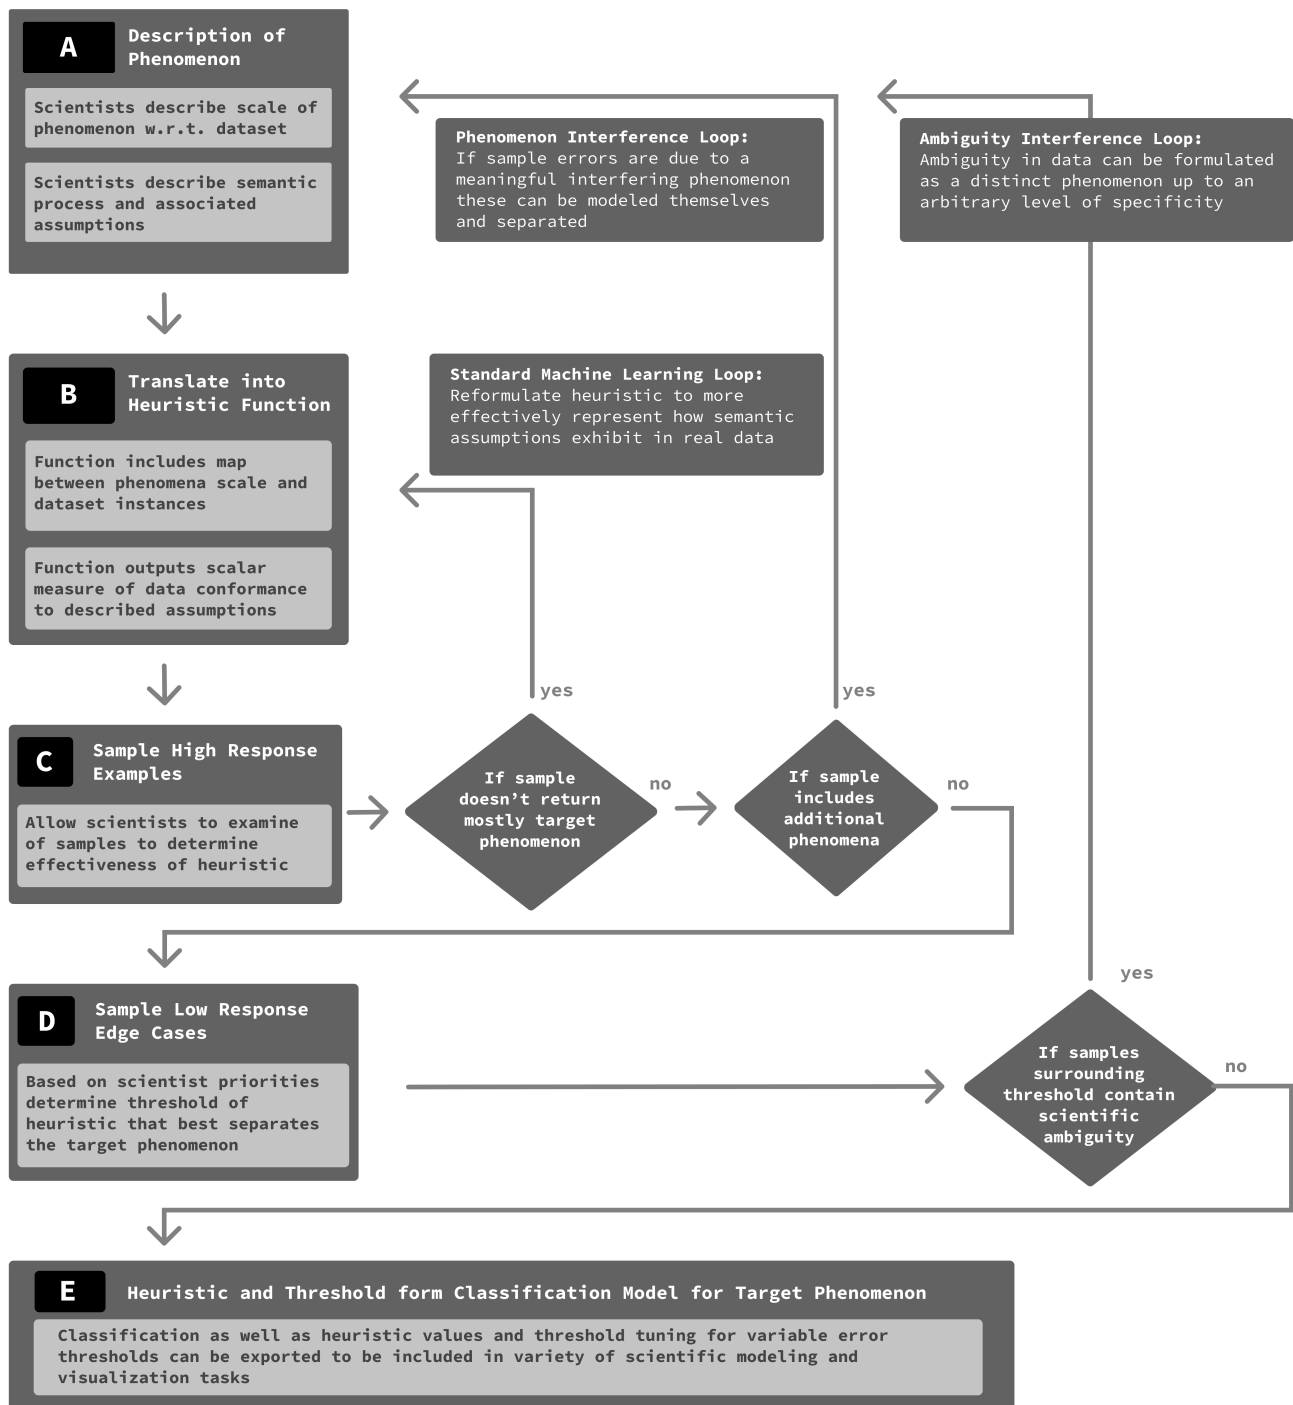 A
Description of
Phenomenon
Scientists describe scale of
phenomenon w.r.t. dataset
Scientists describe semantic
process and associated
assumptions
Phenomenon Interference Loop:
If sample errors are due to a
meaningful interfering phenomenon
these can be modeled themselves
and separated
Ambiguity Interference Loop:
Ambiguity in data can be formulated
as a distinct phenomenon up to an
arbitrary level of specificity
B
Translate into
Heuristic Function
Function includes map
between phenomena scale and
dataset instances
Function outputs scalar
measure of data conformance
to described assumptions
Standard Machine Learning Loop:
Reformulate heuristic to more
effectively represent how semantic
assumptions exhibit in real data
yes
yes
C
Sample High Response
Examples
Allow scientists to examine
of samples to determine
effectiveness of heuristic
If sample
doesn’t return
mostly target
phenomenon
no
If sample
includes
additional
phenomena
no
D
Sample Low Response
Edge Cases
Based on scientist priorities
determine threshold of
heuristic that best separates
the target phenomenon
yes
If samples
surrounding
threshold contain
scientific
ambiguity
no
E
Heuristic and Threshold form Classification Model for Target Phenomenon
Classification as well as heuristic values and threshold tuning for variable error
thresholds can be exported to be included in variety of scientific modeling and
visualization tasks